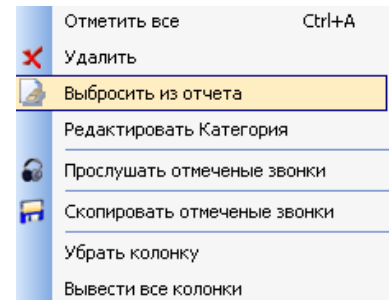 Отметить все Ctrl+A
Удалить
Выбросить из отчета
Редактировать Категория
Прослушать отмеченые звонки
Скопировать отмеченые звонки
Убрать колонку
Вывести все колонки